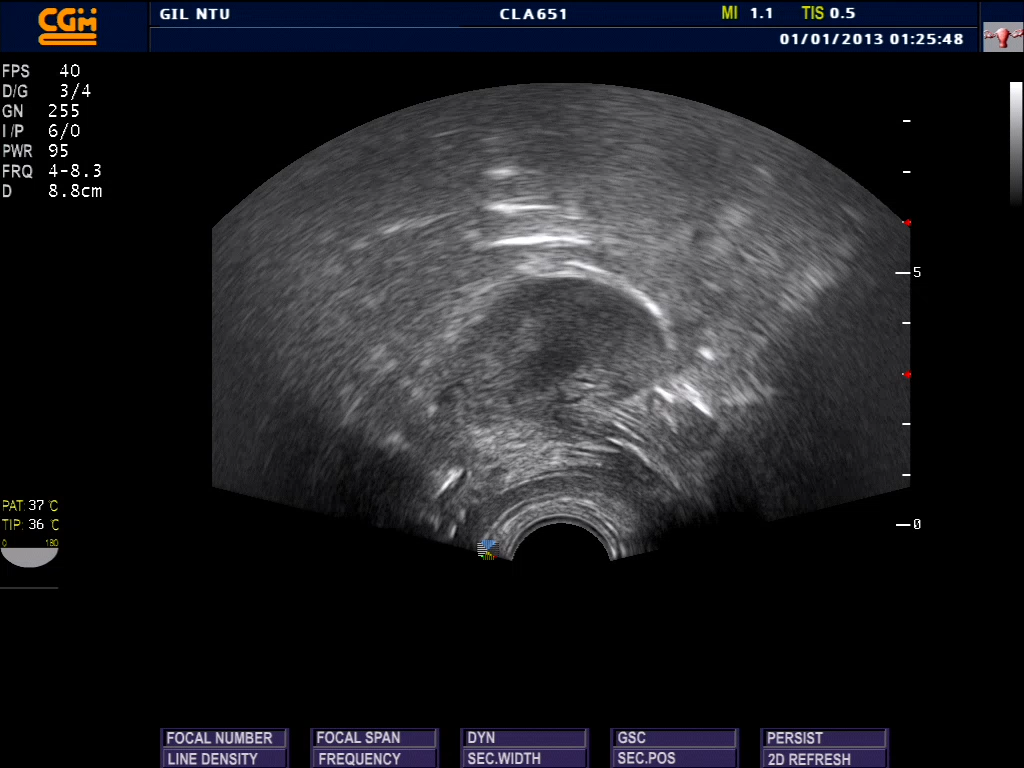 CGM
GIL NTU CLA651 MI 1.1 TIS 0.5
01/01/2013 01:25:48
FPS 40
D/G 3/4
GN 255
I/P 6/0
PWR 95
FRQ 4-8.3
D 8.8cm
5
PAT: 37 °C
TIP: 36 °C
0 180
0
FOCAL NUMBER FOCAL SPAN DYN GSC PERSIST
LINE DENSITY FREQUENCY SEC.WIDTH SEC.POS 2D REFRESH